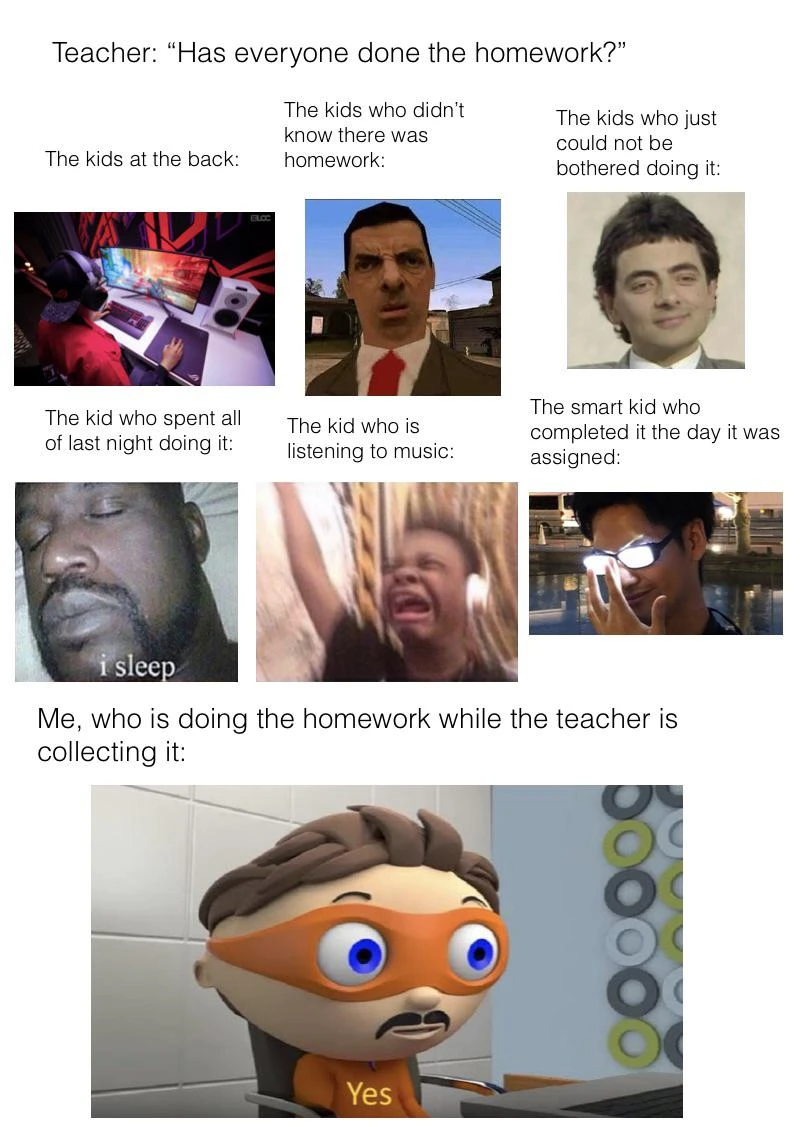 Teacher: “Has everyone done the homework?”
The kids at the back:
The kids who didn’t
know there was
homework:
The kids who just
could not be
bothered doing it:
The kid who spent all
of last night doing it:
i sleep
The kid who is
listening to music:
The smart kid who
completed it the day it was
assigned:
Me, who is doing the homework while the teacher is
collecting it:
Yes